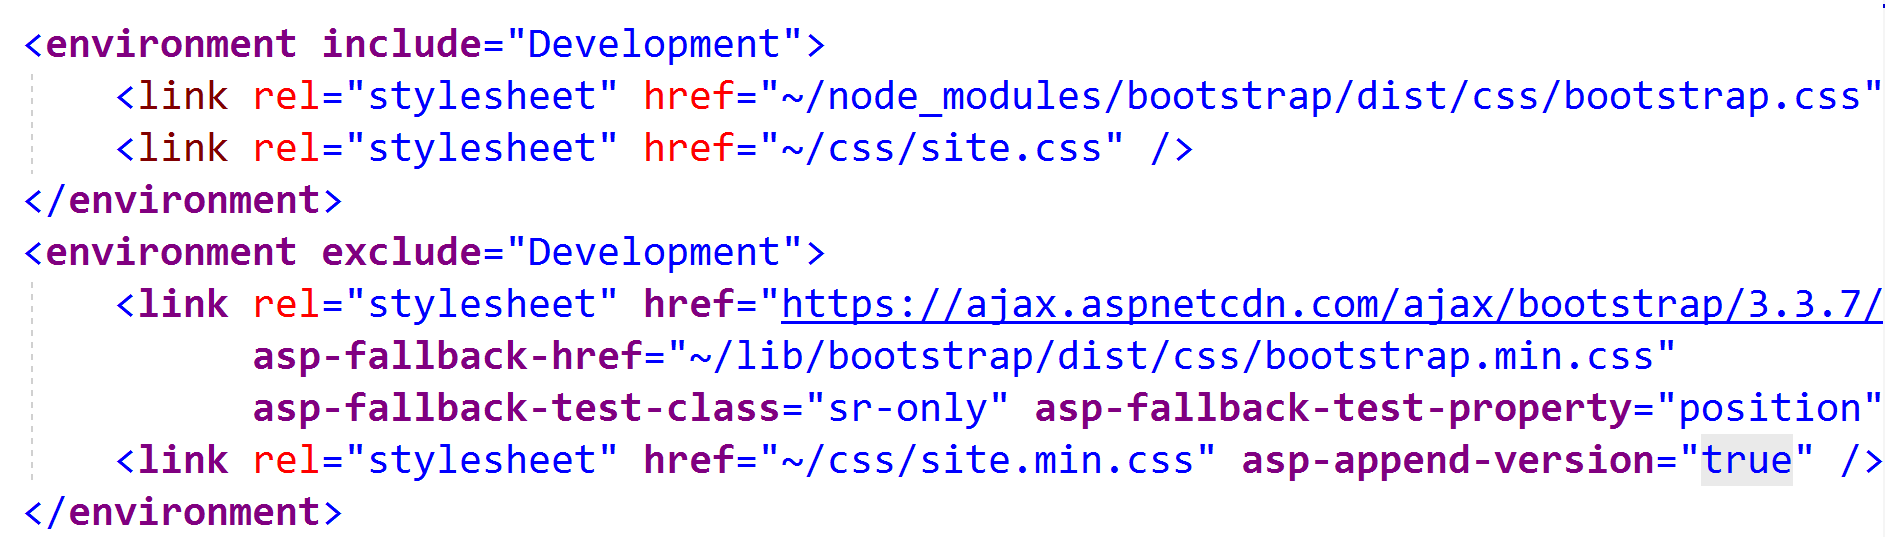 <environment include="Development">
<link rel="stylesheet" href="~/node_modules/bootstrap/dist/css/bootstrap.css"
<link rel="stylesheet" href="~/css/site.css" />
</environment>
<environment exclude="Development">
<link rel="stylesheet" href="https://ajax.aspnetcdn.com/ajax/bootstrap/3.3.7/
asp-fallback-href="~/lib/bootstrap/dist/css/bootstrap.min.css"
asp-fallback-test-class="sr-only" asp-fallback-test-property="position"
<link rel="stylesheet" href="~/css/site.min.css" asp-append-version="true" />
</environment>